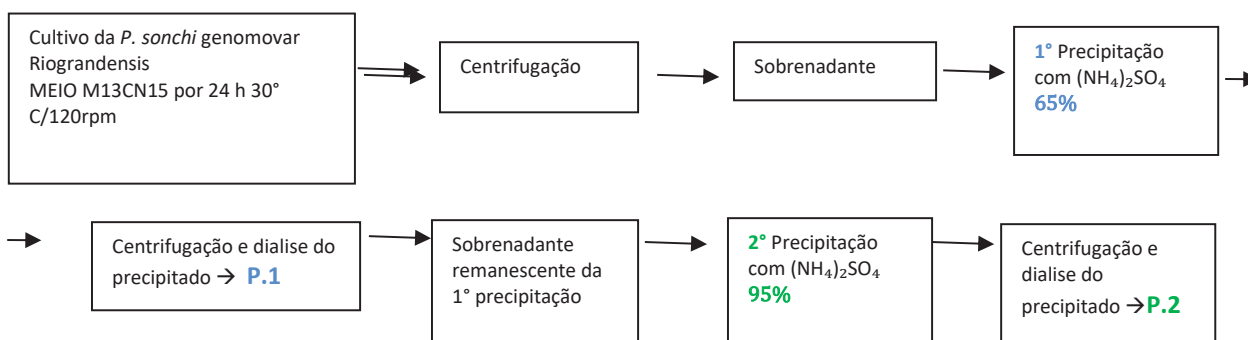 Cultivo da P. sonchi genomovar
Riograndensis
MEIO M13CN15 por 24 h 30°
C/120rpm
Centrifugação
Sobrenadante
1° Precipitação
com (NH₄)₂SO₄
65%
Centrifugação e dialise do
precipitado → P.1
Sobrenadante
remanescente da
1° precipitação
2° Precipitação
com (NH₄)₂SO₄
95%
Centrifugação e
dialise do
precipitado →P.2